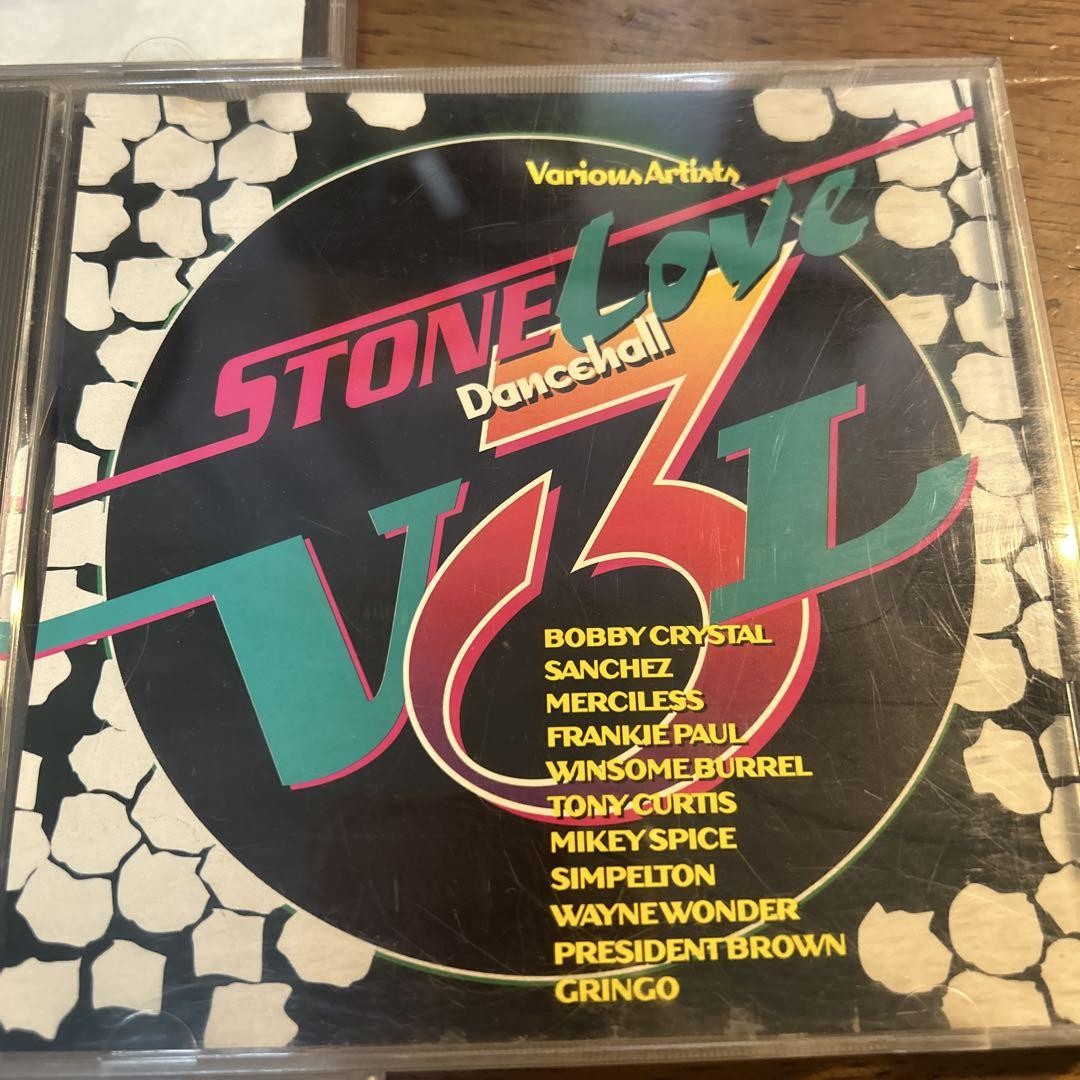 Various Artists
STONE Love
Dancehall
VOL 3
BOBBY CRYSTAL
SANCHEZ
MERCILESS
FRANKIE PAUL
WINSOME BURREL
TONY CURTIS
MIKEY SPICE
SIMPELTON
WAYNE WONDER
PRESIDENT BROWN
GRINGO